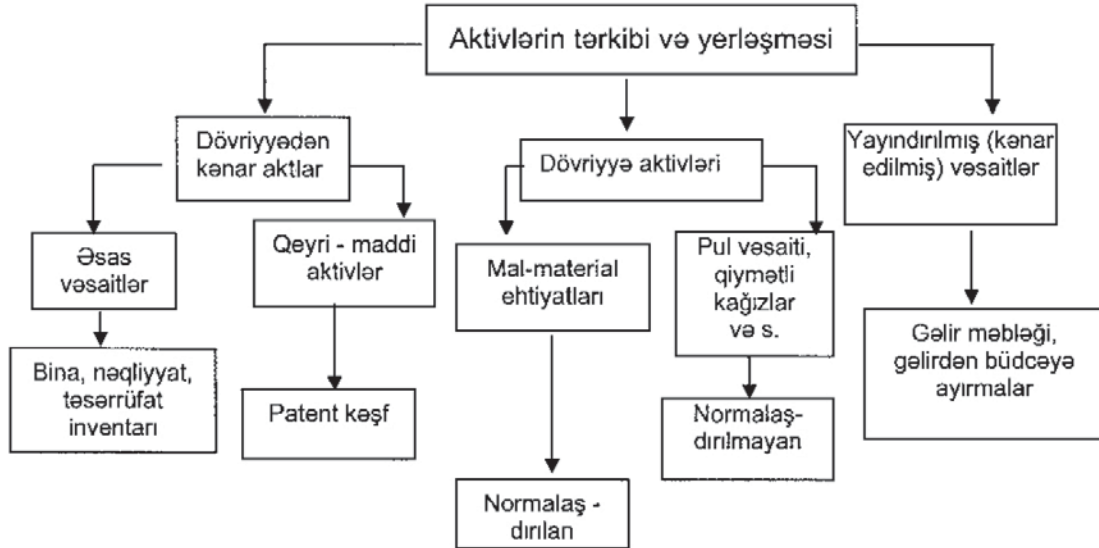 Aktivlərin tərkibi və yerləşməsi
Dövriyyədən
kənar aktlar
Dövriyyə aktivləri
Yayındırılmış (kənar
edilmiş) vəsaitlər
Əsas
vəsaitlər
Qeyri - maddi
aktivlər
Mal-material
ehtiyatları
Pul vəsaiti,
qiymətli
kağızlar
və s.
Bina, nəqliyyat,
təsərrüfat
inventarı
Patent kəşf
Normalaş -
dırılan
Normalaş-
dırılmayan
Gəlir məbləği,
gəlirdən büdcəyə
ayırmalar